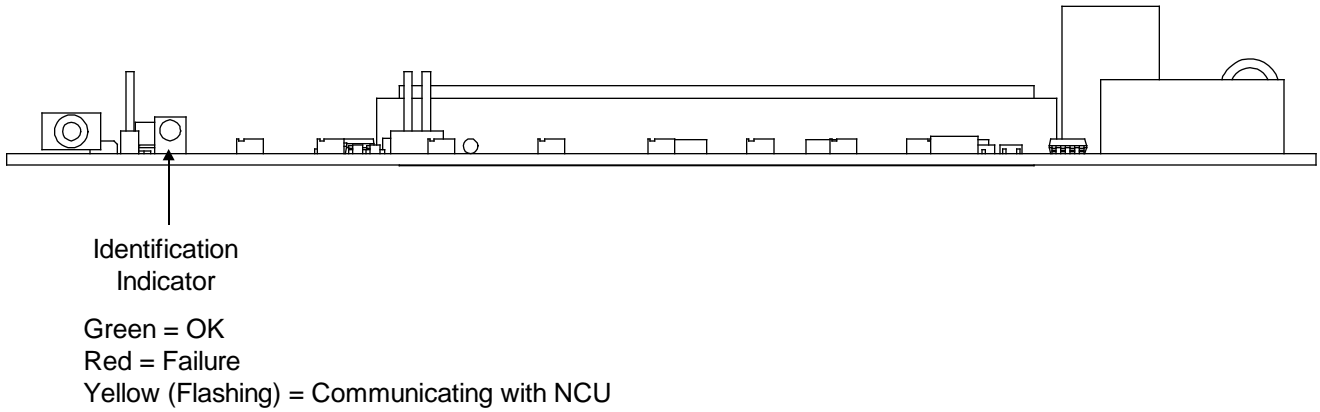 Identification
Indicator
Green = OK
Red = Failure
Yellow (Flashing) = Communicating with NCU